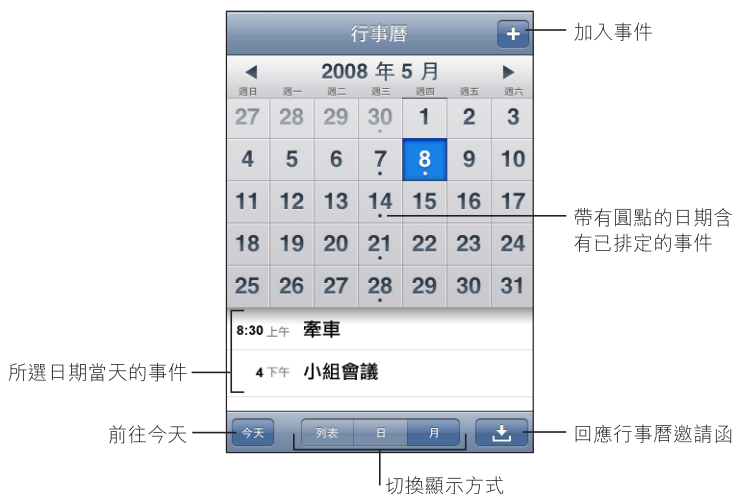 行事曆
+
加入事件
2008 年 5 月
週日 週一 週二 週三 週四 週五 週六
27 28 29 30 1 2 3
4 5 6 7 8 9 10
11 12 13 14 15 16 17
帶有圓點的日期含
有已排定的事件
18 19 20 21 22 23 24
25 26 27 28 29 30 31
8:30 上午 牽車
4 下午 小組會議
所選日期當天的事件
前往今天
今天 列表 日 月
回應行事曆邀請函
切換顯示方式